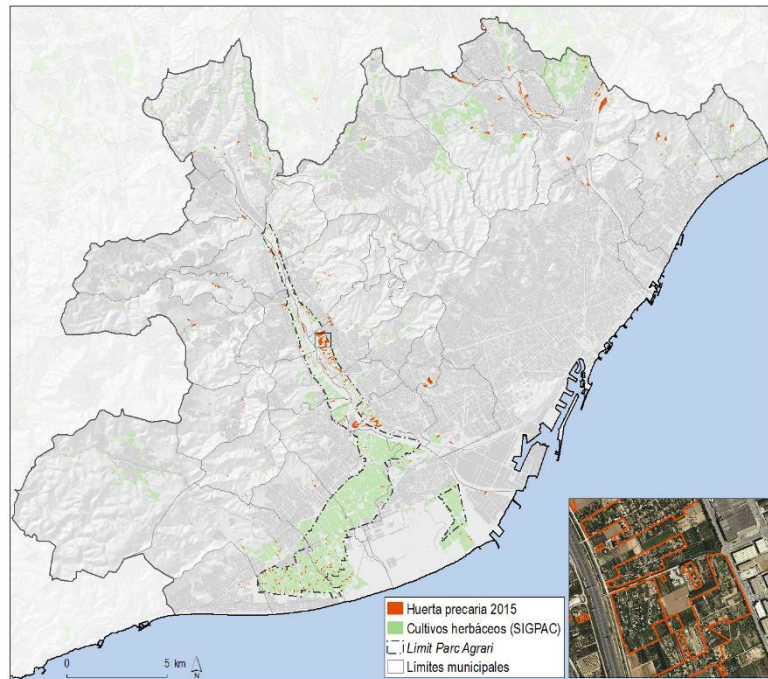 Huerta precaria 2015
Cultivos herbáceos (SIGPAC)
Límit Parc Agrari
Límites municipales
0 5 km
N